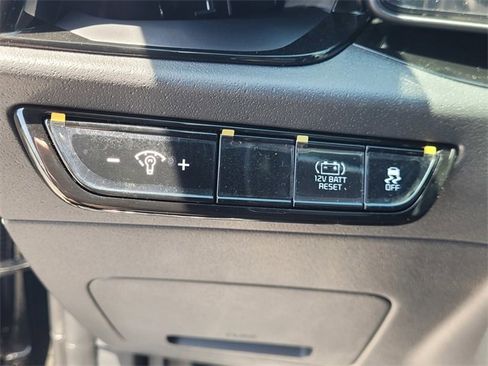 - +
12V BATT
RESET
OFF